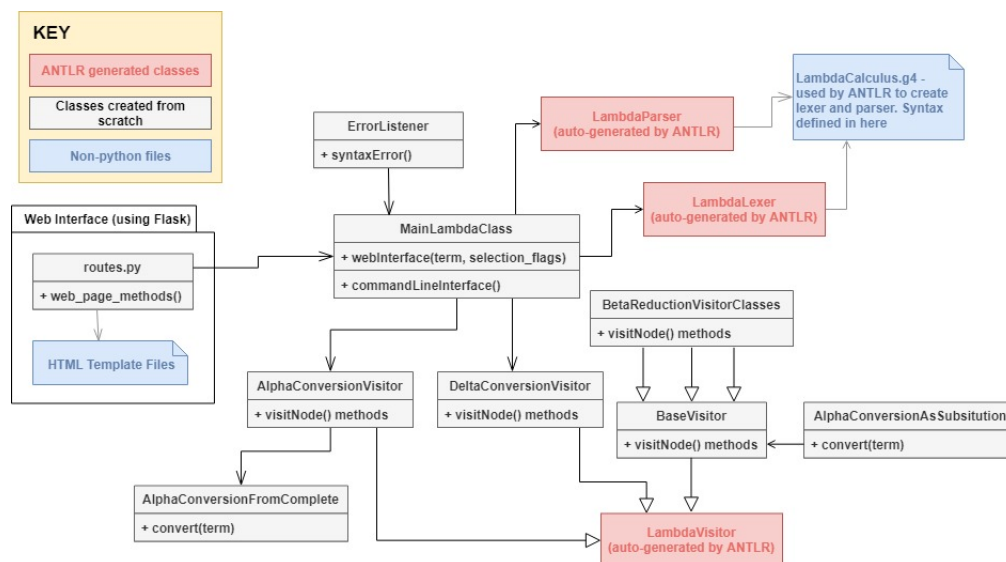 KEY
ANTLR generated classes
Classes created from
scratch
Non-python files
ErrorListener
+ syntaxError()
LambdaParser
(auto-generated by ANTLR)
LambdaCalculus.g4 -
used by ANTLR to create
lexer and parser. Syntax
defined in here
LambdaLexer
(auto-generated by ANTLR)
Web Interface (using Flask)
routes.py
+ web_page_methods()
HTML Template Files
MainLambdaClass
+ webInterface(term, selection_flags)
+ commandLineInterface()
BetaReductionVisitorClasses
+ visitNode() methods
AlphaConversionVisitor
+ visitNode() methods
DeltaConversionVisitor
+ visitNode() methods
BaseVisitor
+ visitNode() methods
AlphaConversionAsSubsitution
+ convert(term)
AlphaConversionFromComplete
+ convert(term)
LambdaVisitor
(auto-generated by ANTLR)